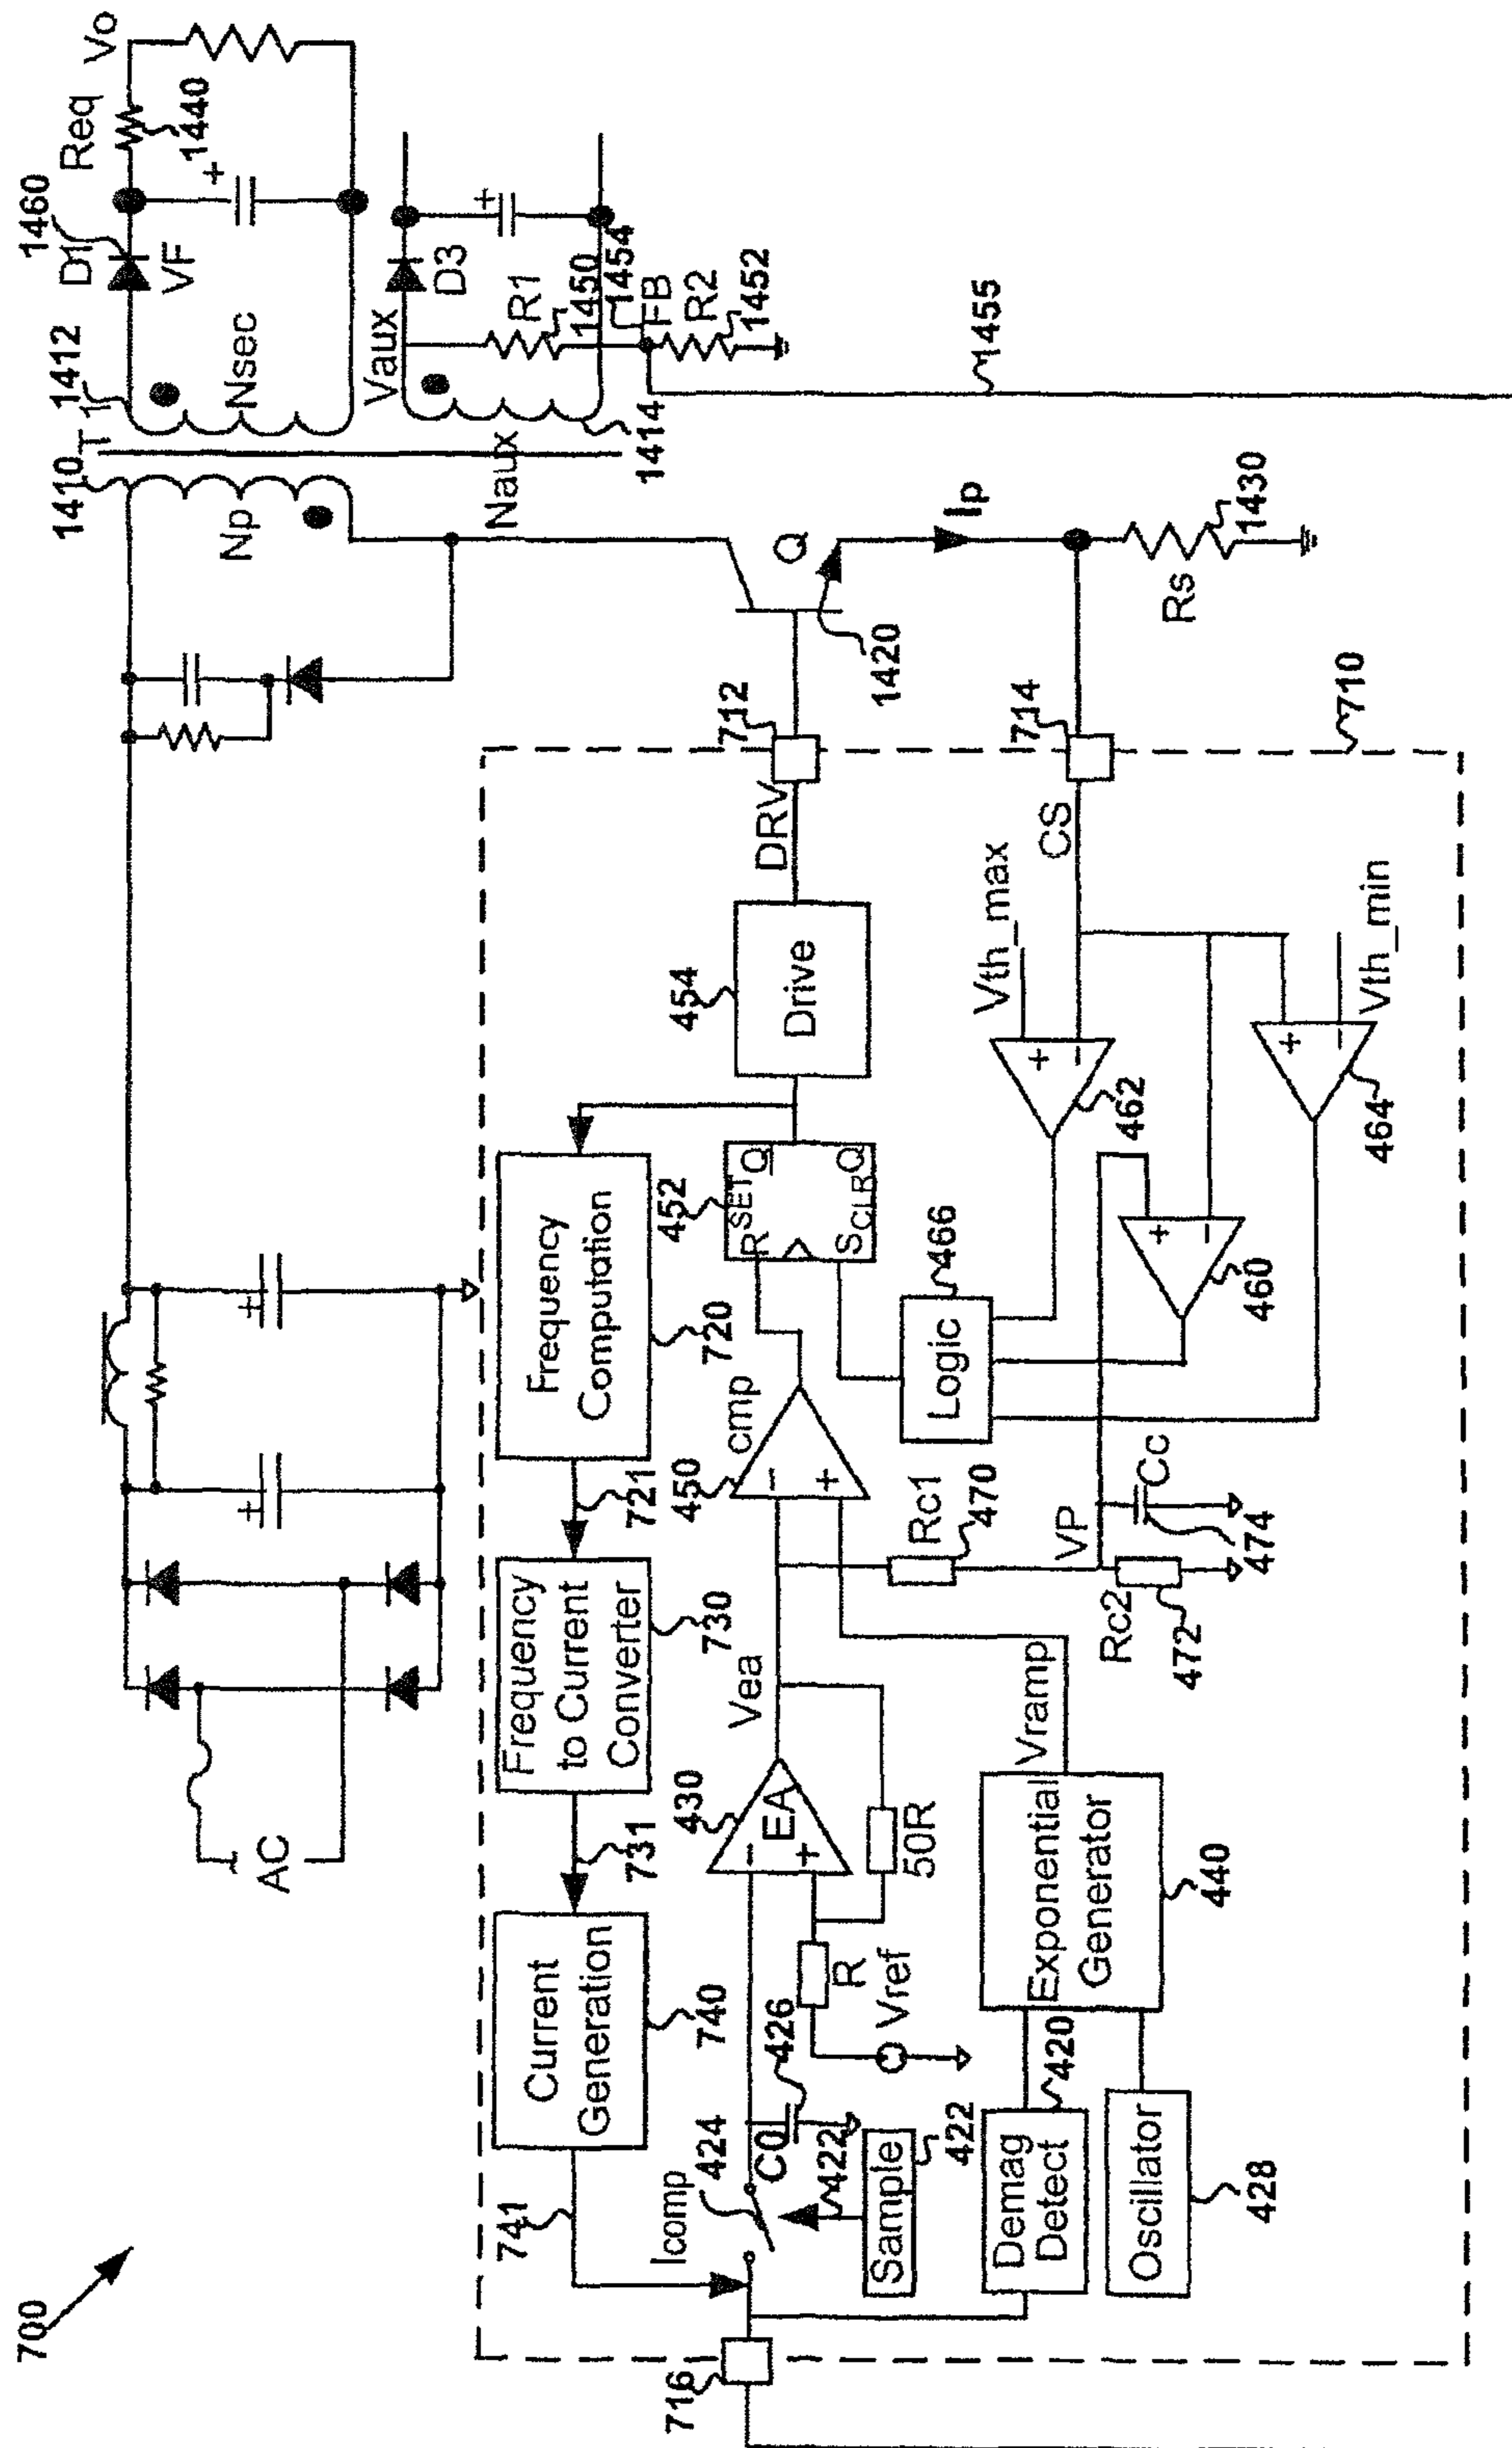 700
AC
1410
T1
1412
Np
Nsec
Naux
1414
D1
1460
VF
Req
1440
Vo
Vaux
D3
R1
1450
1454
FB
R2
1452
1455
Q
1420
Ip
Rs
1430
710
712
714
716
DRV
CS
Current
Generation
740
741
Icomp
731
Frequency
to Current
Converter
730
721
Frequency
Computation
720
424
C0
426
422
Sample
422
R
Vref
50R
EA
430
Vea
Demag
Detect
420
Oscillator
428
Exponential
Generator
440
Vramp
450
cmp
Rc1
470
VP
Rc2
472
Cc
474
452
R SET Q
S CLR Q
Drive
454
Logic
466
Vth_max
462
460
Vth_min
464